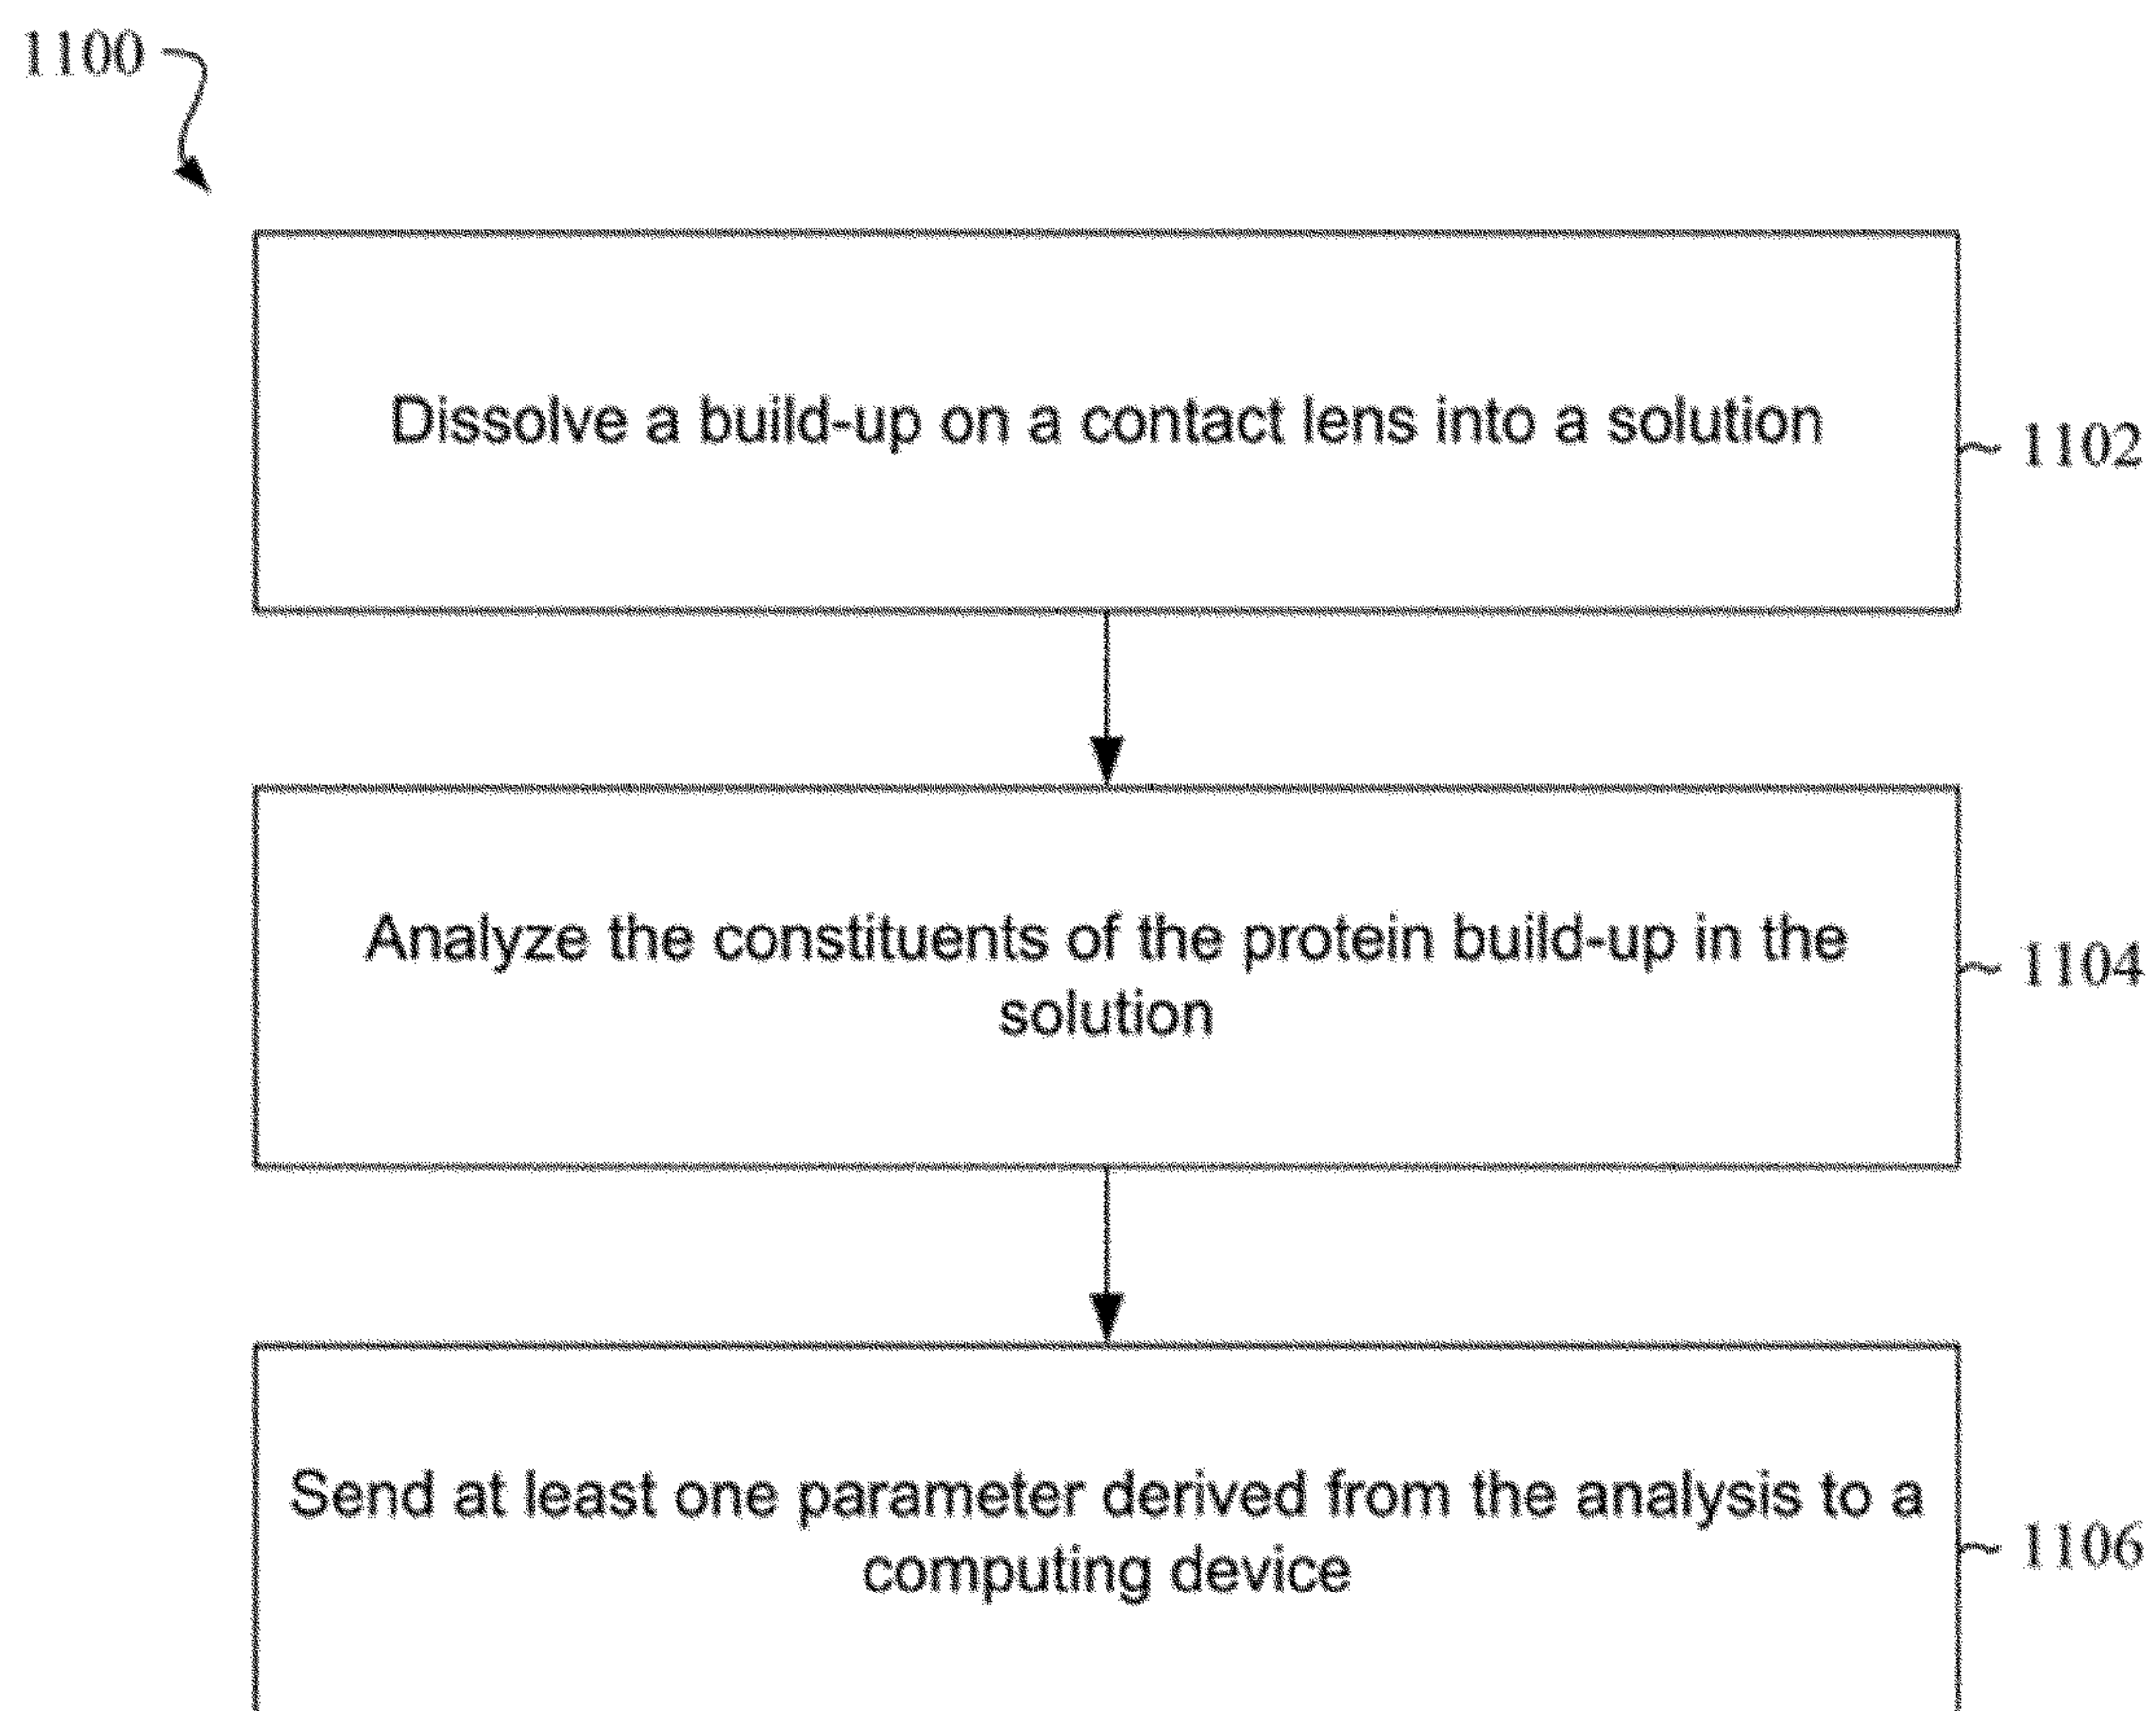 1100
Dissolve a build-up on a contact lens into a solution
1102
Analyze the constituents of the protein build-up in the
solution
1104
Send at least one parameter derived from the analysis to a
computing device
1106